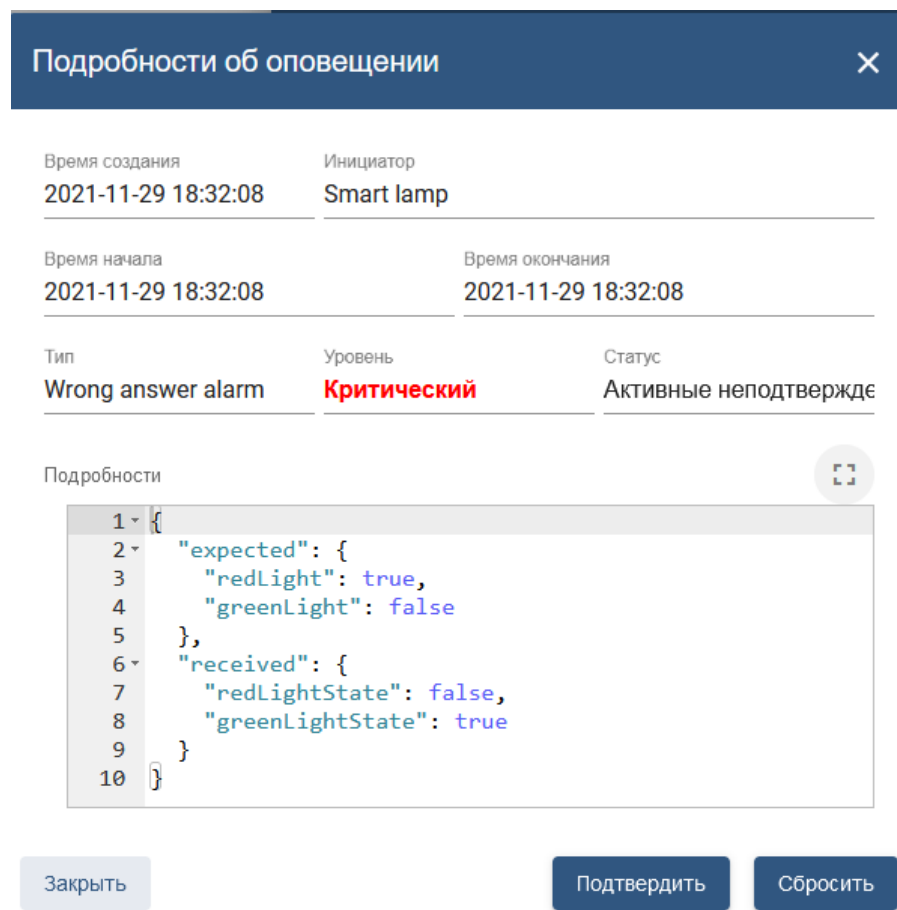 Подробности об оповещении
Время создания Инициатор
2021-11-29 18:32:08 Smart lamp
Время начала Время окончания
2021-11-29 18:32:08 2021-11-29 18:32:08
Тип Уровень Статус
Wrong answer alarm Критический Активные неподтвержде
Подробности
1 {
2 "expected": {
3 "redLight": true,
4 "greenLight": false
5 },
6 "received": {
7 "redLightState": false,
8 "greenLightState": true
9 }
10 }
Закрыть Подтвердить Сбросить